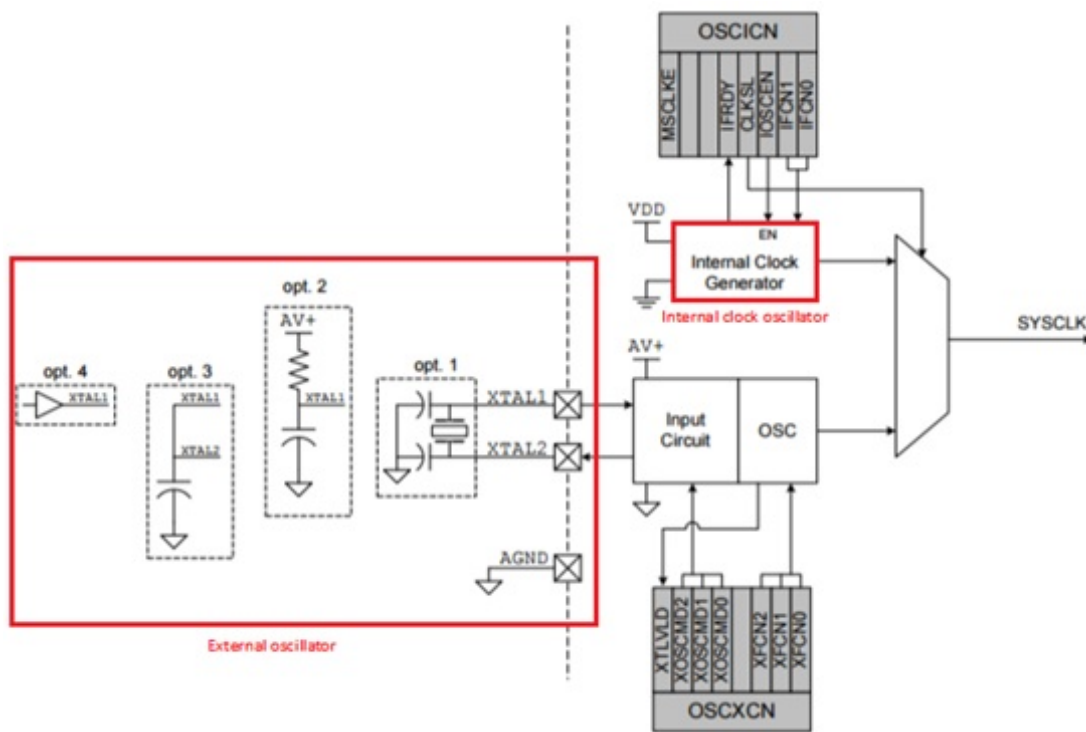 OSCICN
MSCLKE
IFRDY
CLKSL
IOSCEN
IFCN1
IFCN0
VDD
EN
Internal Clock
Generator
Internal clock oscillator
SYSCLK
opt. 4
XTAL1
opt. 3
XTAL1
XTAL2
opt. 2
AV+
XTAL1
opt. 1
XTAL1
XTAL2
AV+
Input
Circuit
OSC
AGND
External oscillator
XTLVLD
XOSCMD2
XOSCMD1
XOSCMD0
XFCN2
XFCN1
XFCN0
OSCXCN